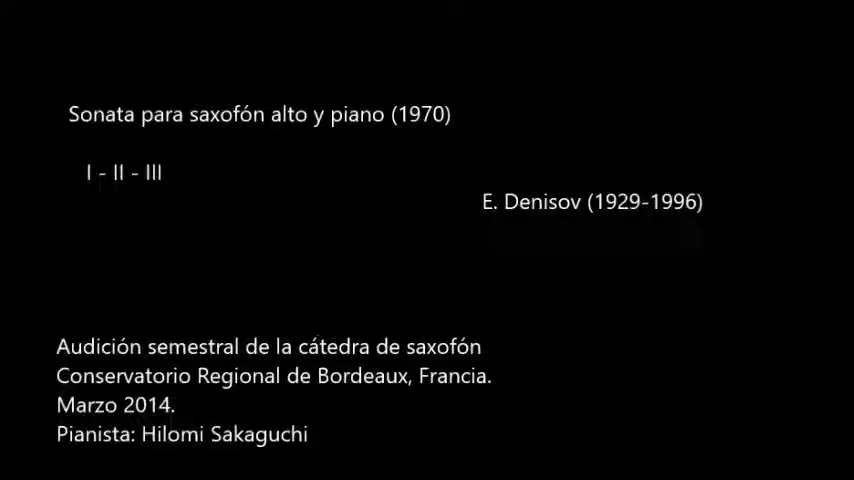 Sonata para saxofón alto y piano (1970)
I - II - III
E. Denisov (1929-1996)
Audición semestral de la cátedra de saxofón
Conservatorio Regional de Bordeaux, Francia.
Marzo 2014.
Pianista: Hilomi Sakaguchi